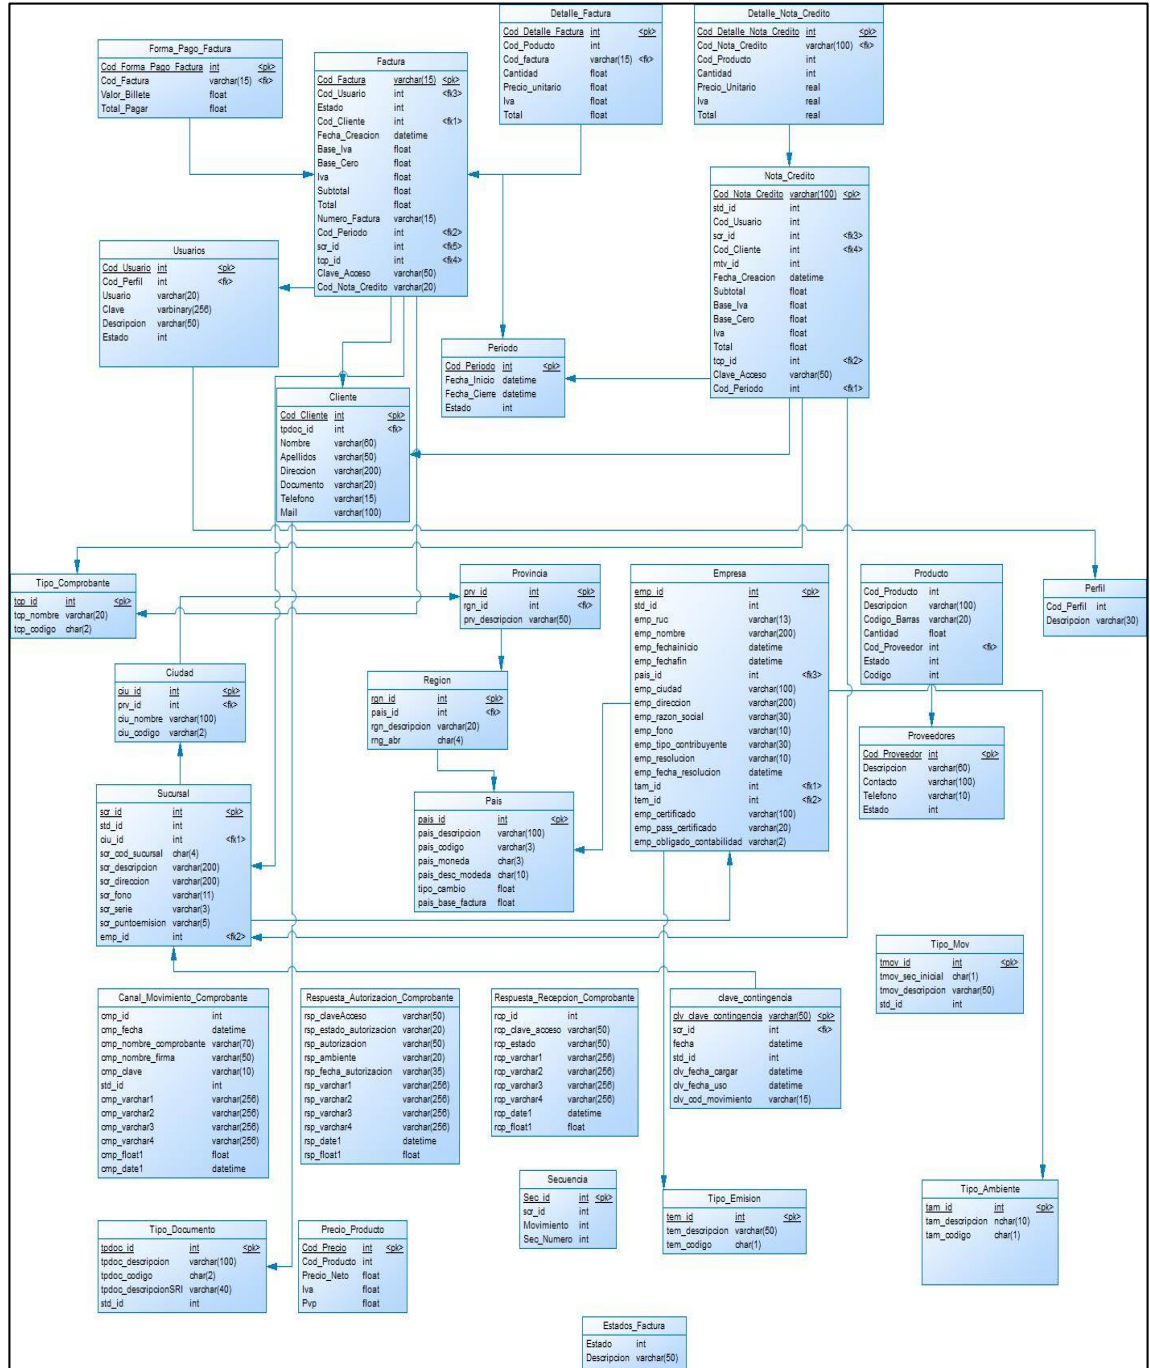 Forma_Pago_Factura
Cod_Forma_Pago_Factura int <pk>
Cod_Factura varchar(15) <fk>
Valor_Billete float
Total_Pagar float
Factura
Cod_Factura varchar(15) <pk>
Cod_Usuario int <fk3>
Estado int
Cod_Cliente int <fk1>
Fecha_Creacion datetime
Base_Iva float
Base_Cero float
Iva float
Subtotal float
Total float
Numero_Factura varchar(15)
Cod_Periodo int <fk2>
scr_id int <fk5>
tcp_id int <fk4>
Clave_Acceso varchar(50)
Cod_Nota_Credito varchar(20)
Detalle_Factura
Cod_Detalle_Factura int <pk>
Cod_Poducto int
Cod_factura varchar(15) <fk>
Cantidad float
Precio_unitario float
Iva float
Total float
Detalle_Nota_Credito
Cod_Detalle_Nota_Credito int <pk>
Cod_Nota_Credito varchar(100) <fk>
Cod_Producto int
Cantidad int
Precio_Unitario real
Iva real
Total real
Nota_Credito
Cod_Nota_Credito varchar(100) <pk>
std_id int
Cod_Usuario int
scr_id int <fk3>
Cod_Cliente int <fk4>
mtv_id int
Fecha_Creacion datetime
Subtotal float
Base_Iva float
Base_Cero float
Iva float
Total float
tcp_id int <fk2>
Clave_Acceso varchar(50)
Cod_Periodo int <fk1>
Usuarios
Cod_Usuario int <pk>
Cod_Perfil int <fk>
Usuario varchar(20)
Clave varbinary(256)
Descripcion varchar(50)
Estado int
Periodo
Cod_Periodo int <pk>
Fecha_Inicio datetime
Fecha_Cierre datetime
Estado int
Cliente
Cod_Cliente int <pk>
tpdoc_id int <fk>
Nombre varchar(60)
Apellidos varchar(50)
Direccion varchar(200)
Documento varchar(20)
Telefono varchar(15)
Mail varchar(100)
Tipo_Comprobante
tcp_id int <pk>
tcp_nombre varchar(20)
tcp_codigo char(2)
Provincia
prv_id int <pk>
rgn_id int <fk>
prv_descripcion varchar(50)
Empresa
emp_id int <pk>
std_id int
emp_ruc varchar(13)
emp_nombre varchar(200)
emp_fechainicio datetime
emp_fechafin datetime
pais_id int <fk3>
emp_ciudad varchar(100)
emp_direccion varchar(200)
emp_razon_social varchar(30)
emp_fono varchar(10)
emp_tipo_contribuyente varchar(30)
emp_resolucion varchar(10)
emp_fecha_resolucion datetime
tam_id int <fk1>
tem_id int <fk2>
emp_certificado varchar(100)
emp_pass_certificado varchar(20)
emp_obligado_contabilidad varchar(2)
Producto
Cod_Producto int
Descripcion varchar(100)
Codigo_Barras varchar(20)
Cantidad float
Cod_Proveedor int <fk>
Estado int
Codigo int
Perfil
Cod_Perfil int
Descripcion varchar(30)
Ciudad
ciu_id int <pk>
prv_id int <fk>
ciu_nombre varchar(100)
ciu_codigo varchar(2)
Region
rgn_id int <pk>
pais_id int <fk>
rgn_descripcion varchar(20)
rng_abr char(4)
Proveedores
Cod_Proveedor int <pk>
Descripcion varchar(60)
Contacto varchar(100)
Telefono varchar(10)
Estado int
Sucursal
scr_id int <pk>
std_id int
ciu_id int <fk1>
scr_cod_sucursal char(4)
scr_descripcion varchar(200)
scr_direccion varchar(200)
scr_fono varchar(11)
scr_serie varchar(3)
scr_puntoemision varchar(5)
emp_id int <fk2>
Pais
pais_id int <pk>
pais_descripcion varchar(100)
pais_codigo varchar(3)
pais_moneda char(3)
pais_desc_modeda char(10)
tipo_cambio float
pais_base_factura float
Tipo_Mov
tmov_id int <pk>
tmov_sec_inicial char(1)
tmov_descripcion varchar(50)
std_id int
Canal_Movimiento_Comprobante
cmp_id int
cmp_fecha datetime
cmp_nombre_comprobante varchar(70)
cmp_nombre_firma varchar(50)
cmp_clave varchar(10)
std_id int
cmp_varchar1 varchar(256)
cmp_varchar2 varchar(256)
cmp_varchar3 varchar(256)
cmp_varchar4 varchar(256)
cmp_float1 float
cmp_date1 datetime
Respuesta_Autorizacion_Comprobante
rsp_claveAcceso varchar(50)
rsp_estado_autorizacion varchar(20)
rsp_autorizacion varchar(50)
rsp_ambiente varchar(20)
rsp_fecha_autorizacion varchar(35)
rsp_varchar1 varchar(256)
rsp_varchar2 varchar(256)
rsp_varchar3 varchar(256)
rsp_varchar4 varchar(256)
rsp_date1 datetime
rsp_float1 float
Respuesta_Recepcion_Comprobante
rcp_id int
rcp_clave_acceso varchar(50)
rcp_estado varchar(50)
rcp_varchar1 varchar(256)
rcp_varchar2 varchar(256)
rcp_varchar3 varchar(256)
rcp_varchar4 varchar(256)
rcp_date1 datetime
rcp_float1 float
clave_contingencia
clv_clave_contingencia varchar(50) <pk>
scr_id int <fk>
fecha datetime
std_id int
clv_fecha_cargar datetime
clv_fecha_uso datetime
clv_cod_movimiento varchar(15)
Secuencia
Sec_id int <pk>
scr_id int
Movimiento int
Sec_Numero int
Tipo_Emision
tem_id int <pk>
tem_descripcion varchar(50)
tem_codigo char(1)
Tipo_Ambiente
tam_id int <pk>
tam_descripcion nchar(10)
tam_codigo char(1)
Tipo_Documento
tpdoc_id int <pk>
tpdoc_descripcion varchar(100)
tpdoc_codigo char(2)
tpdoc_descripcionSRI varchar(40)
std_id int
Precio_Producto
Cod_Precio int <pk>
Cod_Producto int
Precio_Neto float
Iva float
Pvp float
Estados_Factura
Estado int
Descripcion varchar(50)